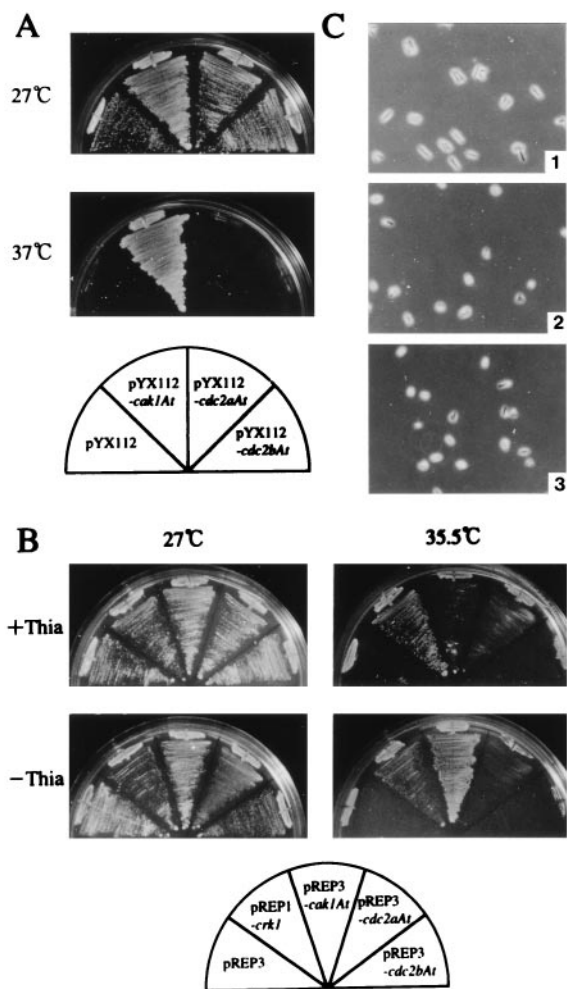 A
27℃
37℃
pYX112
pYX112
-cak1At
pYX112
-cdc2aAt
pYX112
-cdc2bAt
C
1
2
3
B
27℃
35.5℃
+Thia
−Thia
pREP3
pREP1
-crk1
pREP3
-cak1At
pREP3
-cdc2aAt
pREP3
-cdc2bAt